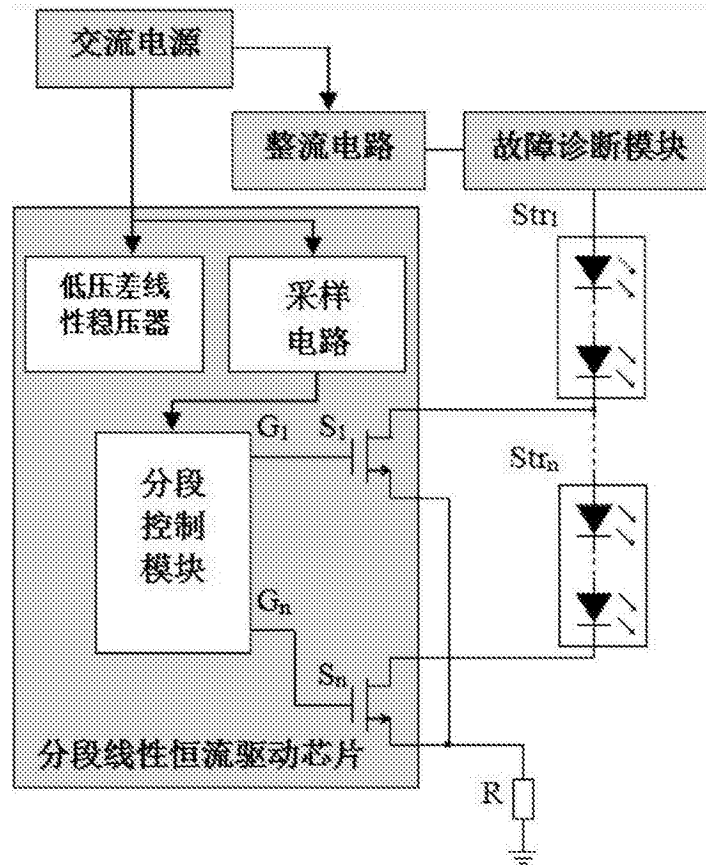 交流电源
整流电路
故障诊断模块
Str1
低压差线
性稳压器
采样
电路
G1
S1
Strn
分段
控制
模块
Gn
Sn
分段线性恒流驱动芯片
R